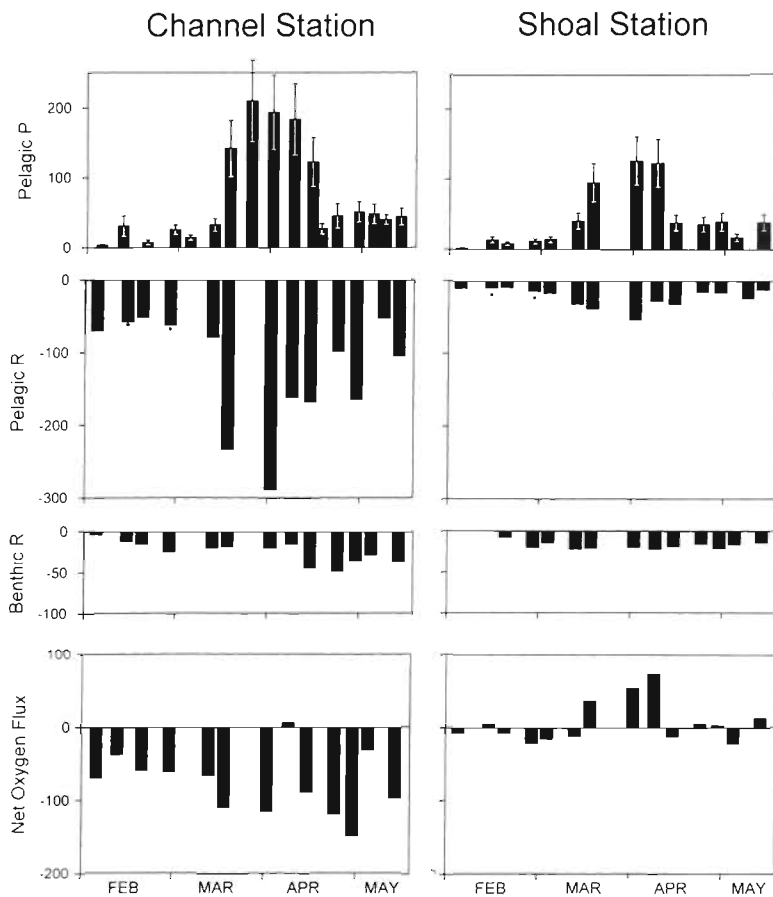 Channel Station
Shoal Station
Pelagic P
200
100
0
Pelagic R
0
-100
-200
-300
Benthic R
0
-50
-100
Net Oxygen Flux
100
0
-100
-200
FEB MAR APR MAY
FEB MAR APR MAY